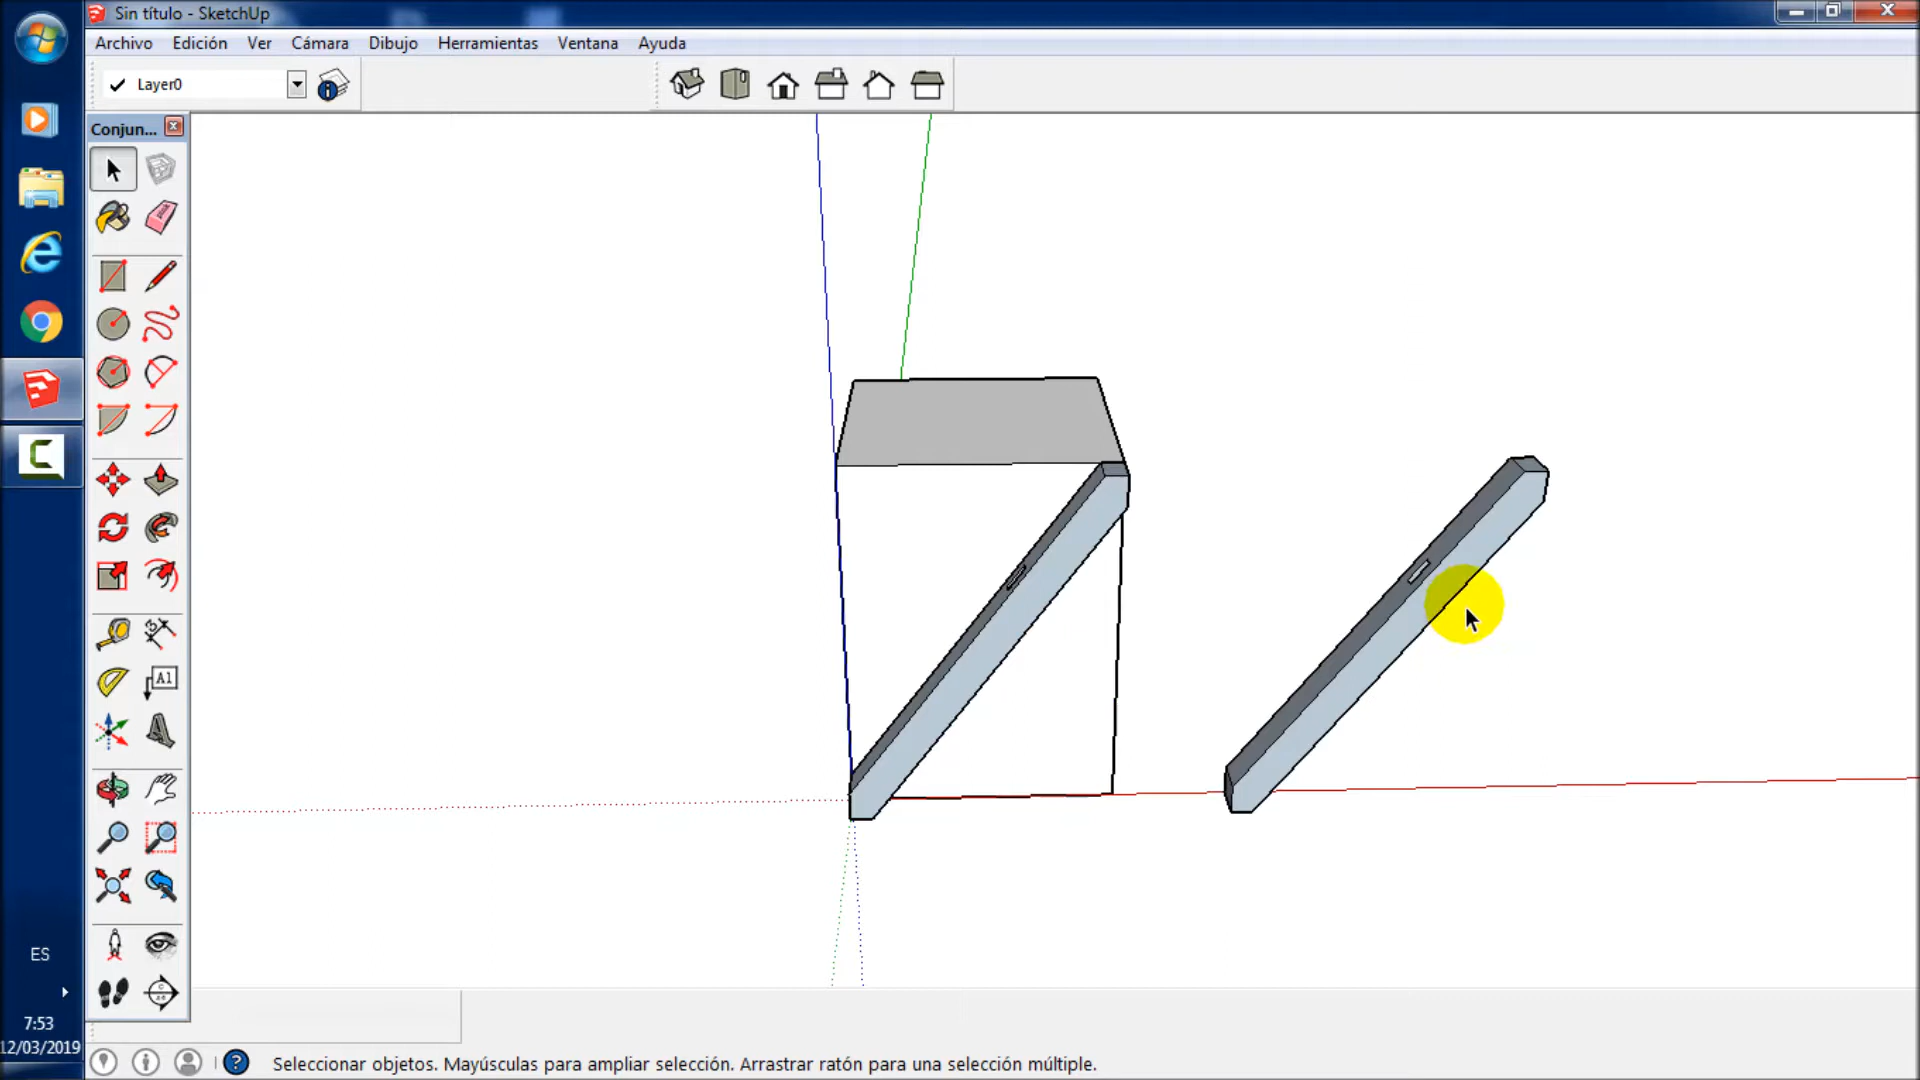 Sin título - SketchUp
Archivo Edición Ver Cámara Dibujo Herramientas Ventana Ayuda
Layer0
Conjun...
A1
ES
7:53
12/03/2019
Seleccionar objetos. Mayúsculas para ampliar selección. Arrastrar ratón para una selección múltiple.